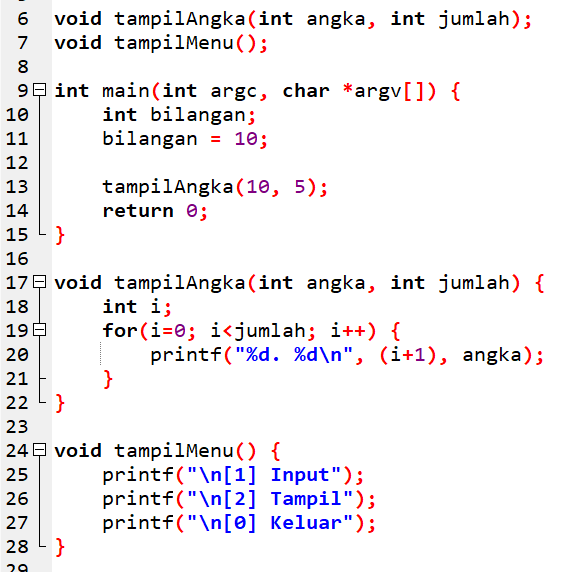 6 void tampilAngka(int angka, int jumlah);
7 void tampilMenu();
8
9 int main(int argc, char *argv[]) {
10     int bilangan;
11     bilangan = 10;
12
13     tampilAngka(10, 5);
14     return 0;
15 }
16
17 void tampilAngka(int angka, int jumlah) {
18     int i;
19     for(i=0; i<jumlah; i++) {
20         printf("%d. %d\n", (i+1), angka);
21     }
22 }
23
24 void tampilMenu() {
25     printf("\n[1] Input");
26     printf("\n[2] Tampil");
27     printf("\n[0] Keluar");
28 }
29